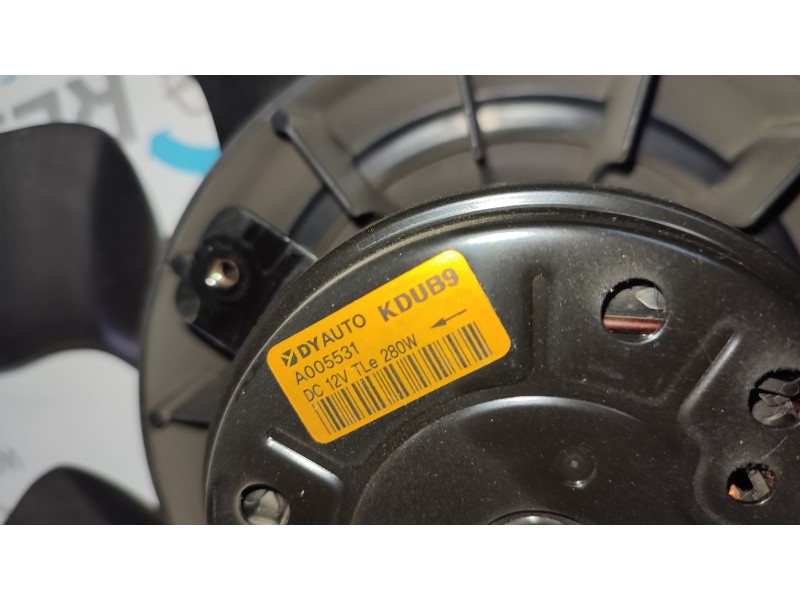 DYAUTO KDUB9
A005531
DC 12V TLe 280W